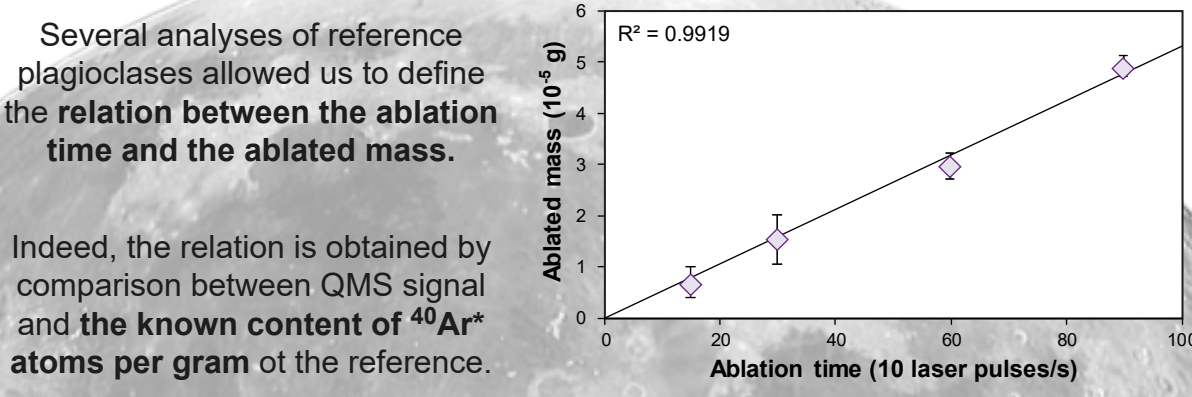 Several analyses of reference
plagioclases allowed us to define
the relation between the ablation
time and the ablated mass.
Indeed, the relation is obtained by
comparison between QMS signal
and the known content of ⁴⁰Ar*
atoms per gram ot the reference.
R² = 0.9919
Ablated mass (10⁻⁵ g)
6
5
4
3
2
1
0
0 20 40 60 80 100
Ablation time (10 laser pulses/s)